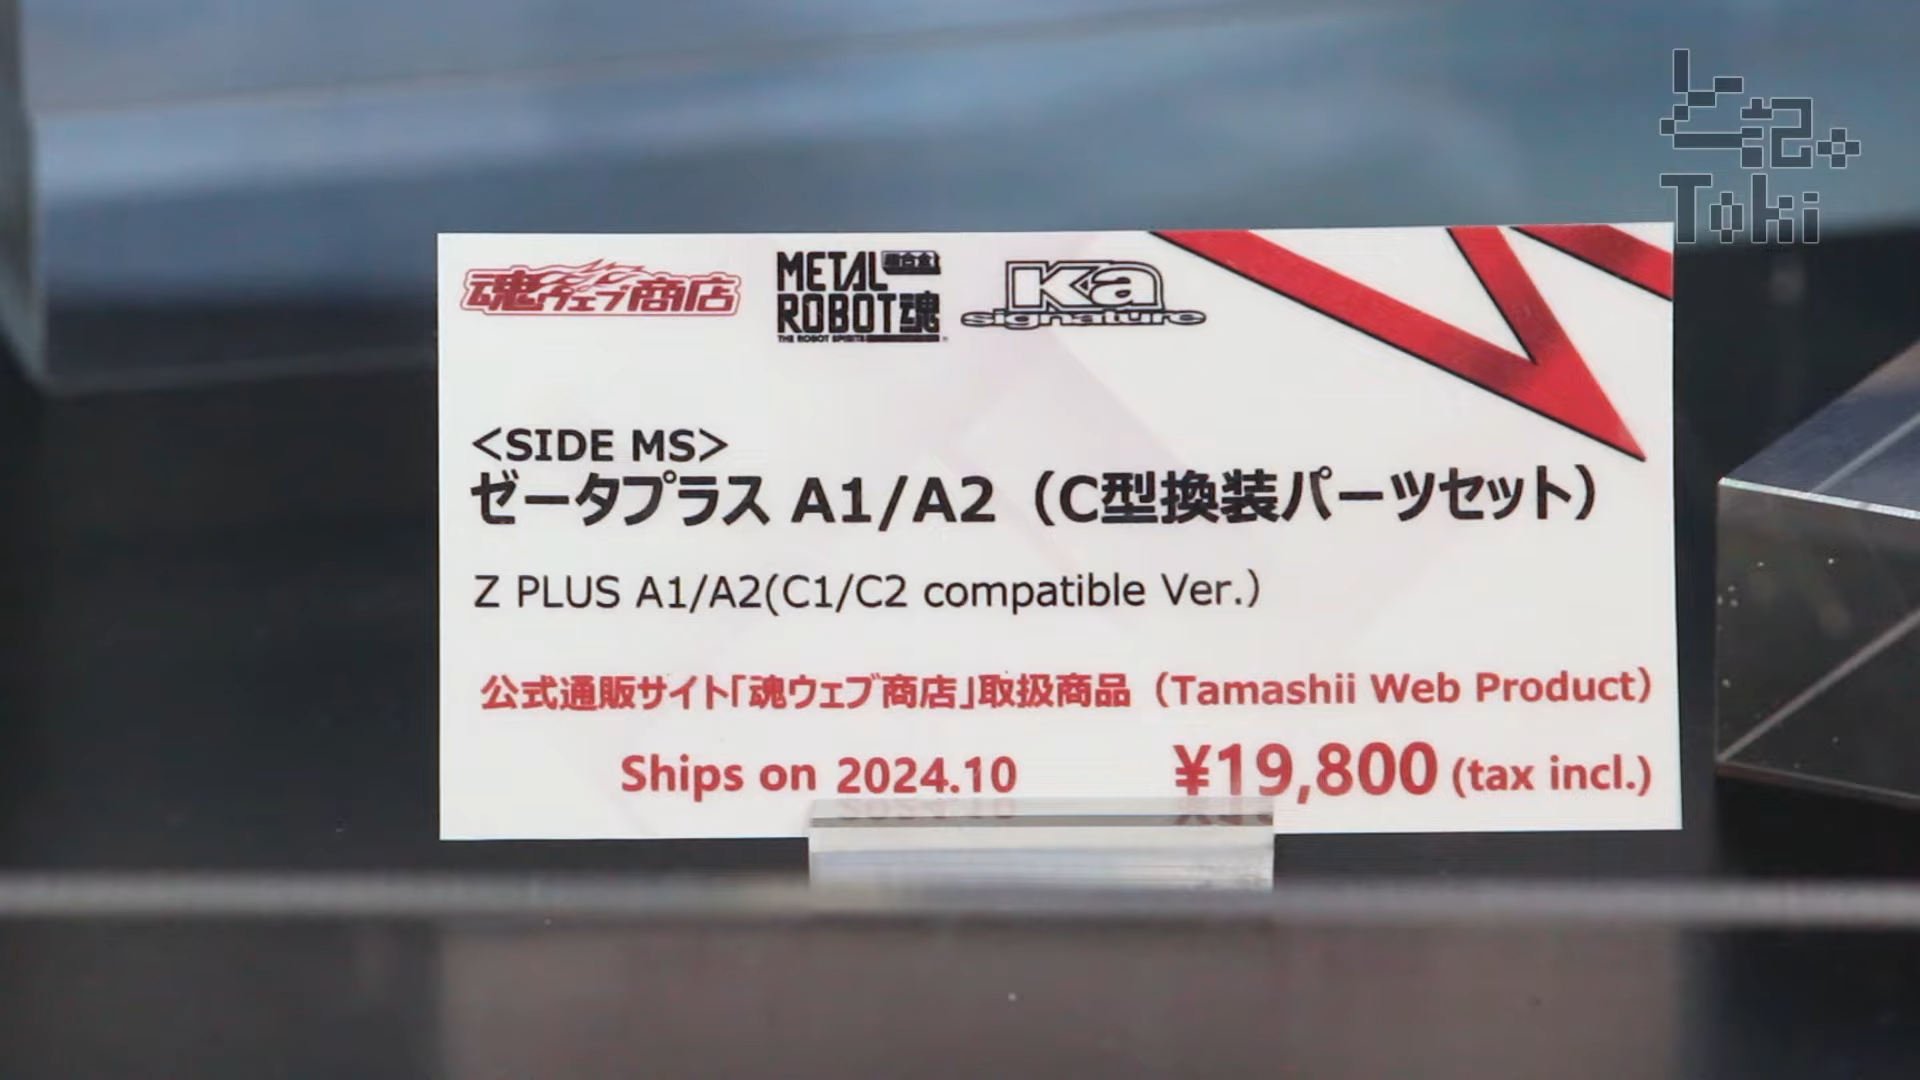 と記+
Toki
魂ウェブ商店
METAL ROBOT魂
THE ROBOT SPIRITS
Ka signature
<SIDE MS>
ゼータプラス A1/A2（C型換装パーツセット）
Z PLUS A1/A2(C1/C2 compatible Ver.)
公式通販サイト「魂ウェブ商店」取扱商品（Tamashii Web Product）
Ships on 2024.10 ¥19,800 (tax incl.)